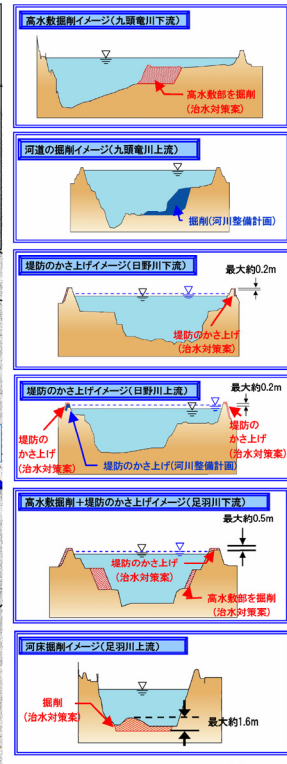 高水敷掘削イメージ(九頭竜川下流)
高水敷部を掘削
(治水対策案)
河道の掘削イメージ(九頭竜川上流)
掘削(河川整備計画)
堤防のかさ上げイメージ(日野川下流)
最大約0.2m
堤防のかさ上げ
(治水対策案)
堤防のかさ上げイメージ(日野川上流)
最大約0.2m
堤防の
かさ上げ
(治水対策案)
堤防のかさ上げ(河川整備計画)
堤防の
かさ上げ
(治水対策案)
高水敷掘削+堤防のかさ上げイメージ(足羽川下流)
最大約0.5m
堤防のかさ上げ
(治水対策案)
高水敷部を掘削
(治水対策案)
河床掘削イメージ(足羽川上流)
掘削
(治水対策案)
最大約1.6m